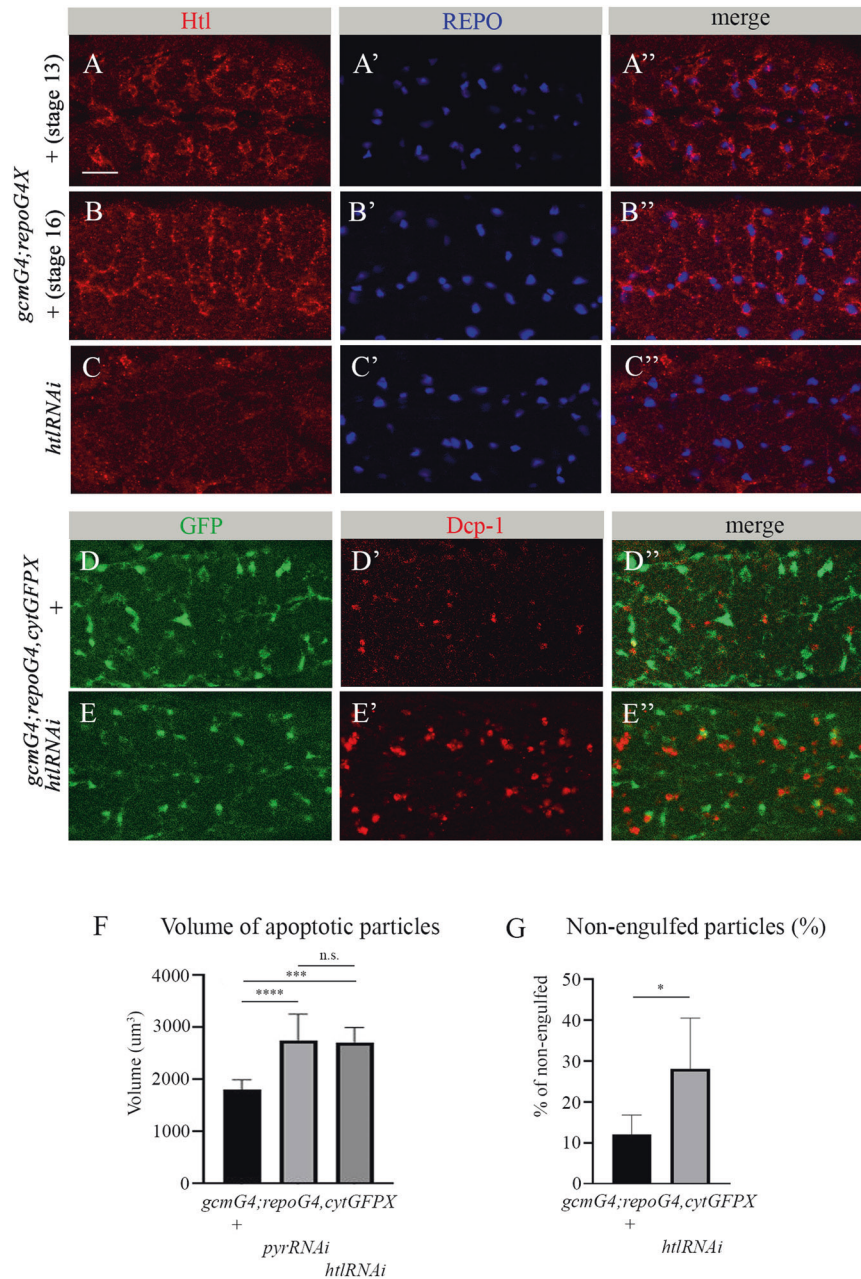 Htl REPO merge
gcmG4;repoG4X
+ (stage 13)
A A' A''
+ (stage 16)
B B' B''
htlRNAi
C C' C''
GFP Dcp-1 merge
gcmG4;repoG4,cytGFPX
+
D D' D''
htlRNAi
E E' E''
F Volume of apoptotic particles
n.s.
***
****
Volume (um³)
4000
3000
2000
1000
0
gcmG4;repoG4,cytGFPX
+
pyrRNAi
htlRNAi
G Non-engulfed particles (%)
*
% of non-engulfed
50
40
30
20
10
0
gcmG4;repoG4,cytGFPX
+
htlRNAi